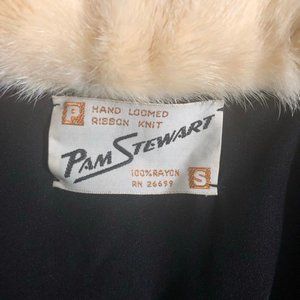 P HAND LOOMED
RIBBON KNIT
PAM STEWART
100% RAYON
RN 26699 S